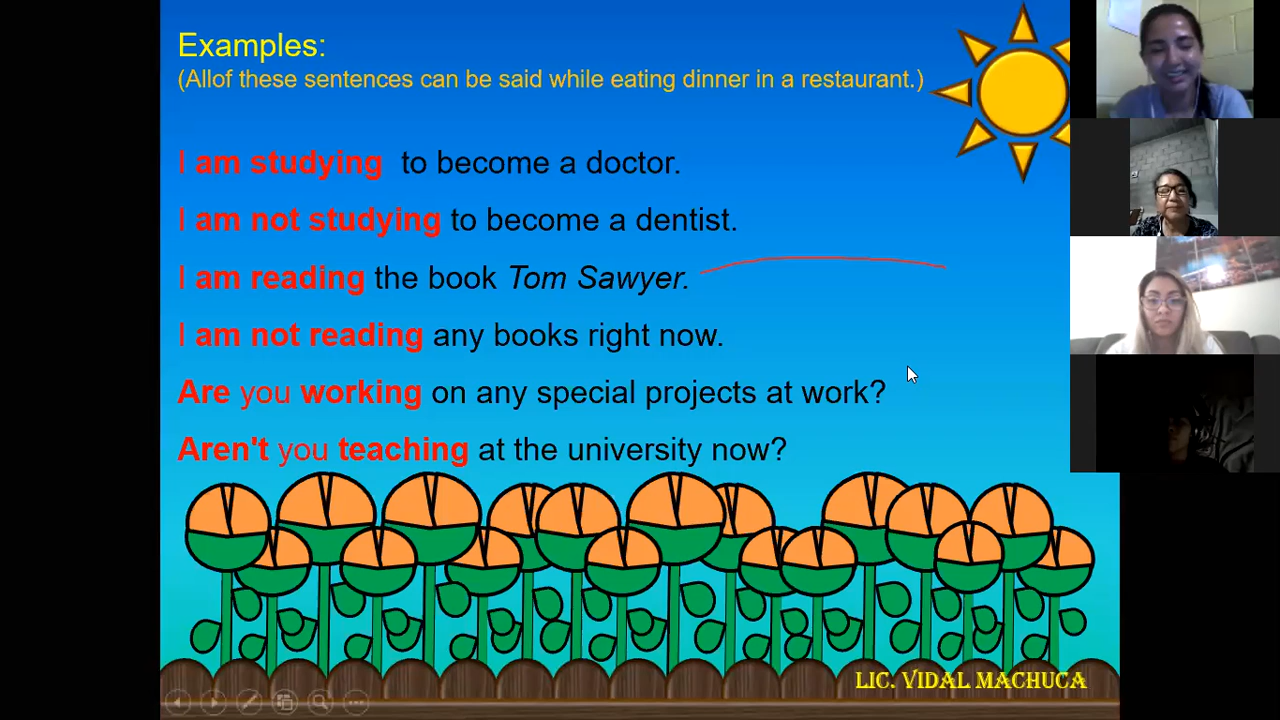 Examples:
(Allof these sentences can be said while eating dinner in a restaurant.)
I am studying to become a doctor.
I am not studying to become a dentist.
I am reading the book Tom Sawyer.
I am not reading any books right now.
Are you working on any special projects at work?
Aren't you teaching at the university now?
LIC. VIDAL MACHUCA